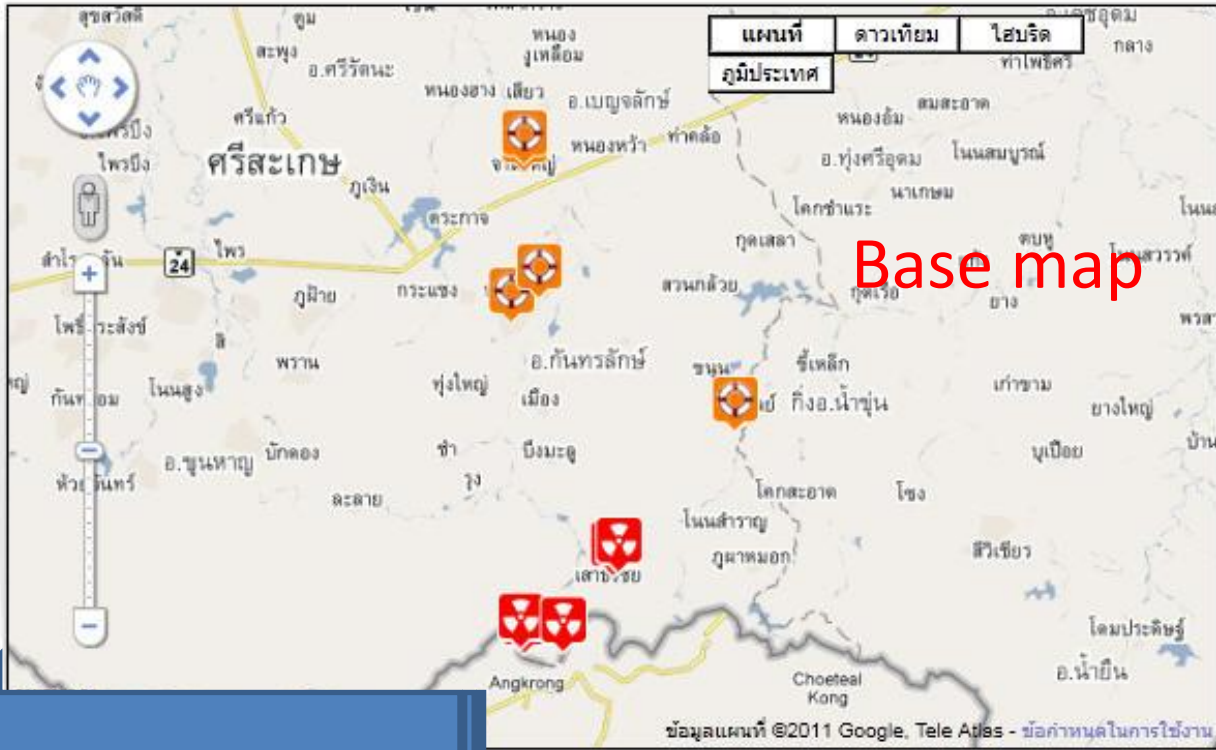 สุขสวัสดิ์
ตูม
หนอง
งูเหลือม
แผนที่ ดาวเทียม ไฮบริด
ภูมิประเทศ
กลาง
ท่าโพธิ์ศรี
สะพุง
อ.ศรีรัตนะ
หนองฮาง เสียว
อ.เบญจลักษ์
ศรีแก้ว
ไพรบึง
ศรีสะเกษ
ภูเงิน
หนองหว้า
ท่าคล้อ
หนองอ้ม
สมสะอาด
อ.ทุ่งศรีอุดม
โนนสมบูรณ์
นาเกษม
โคกชำแระ
ตระกาจ
กุดเสลา
ตบหู
Base map
24
ไพร
ภูฝ้าย
กระแชง
สวนกล้วย
กุดเรือ
ยาง
สิ
พราน
อ.กันทรลักษ์
ขนุน
ขี้เหล็ก
โนนสูง
ทุ่งใหญ่
เมือง
กิ่งอ.น้ำขุ่น
เก่าขาม
ยางใหญ่
อ.ขุนหาญ
บักดอง
ชำ
บึงมะลู
บุเปือย
รุง
ละลาย
โคกสะอาด
โซง
โนนสำราญ
ภูผาหมอก
สีวิเชียร
โดมประดิษฐ์
อ.น้ำยืน
Angkrong
Choeteal
Kong
ข้อมูลแผนที่ ©2011 Google, Tele Atlas - ข้อกำหนดในการใช้งาน